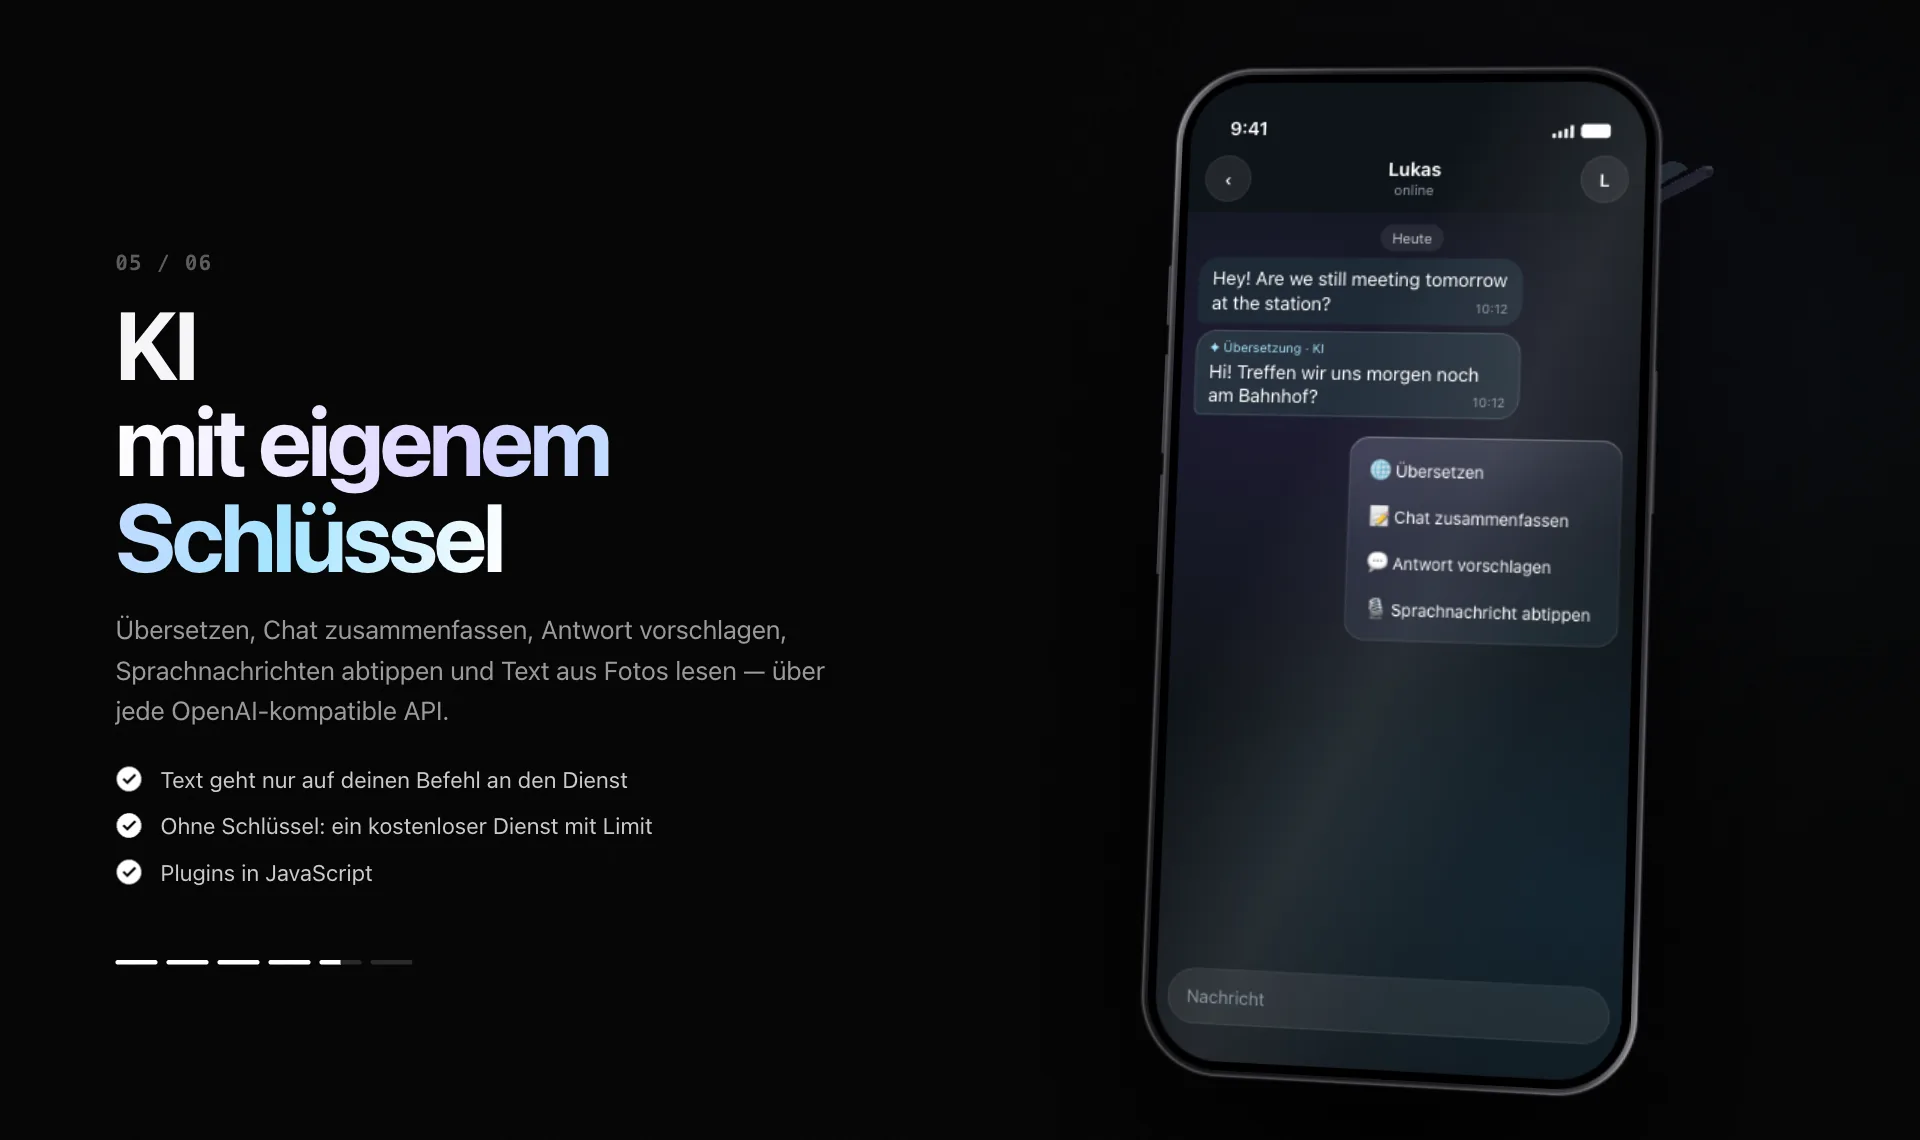 05 / 06
KI
mit eigenem
Schlüssel
Übersetzen, Chat zusammenfassen, Antwort vorschlagen,
Sprachnachrichten abtippen und Text aus Fotos lesen — über
jede OpenAI-kompatible API.
Text geht nur auf deinen Befehl an den Dienst
Ohne Schlüssel: ein kostenloser Dienst mit Limit
Plugins in JavaScript
9:41
Lukas
online
L
Heute
Hey! Are we still meeting tomorrow
at the station?
10:12
✦ Übersetzung · KI
Hi! Treffen wir uns morgen noch
am Bahnhof?
10:12
🌐 Übersetzen
📝 Chat zusammenfassen
💬 Antwort vorschlagen
🎙 Sprachnachricht abtippen
Nachricht